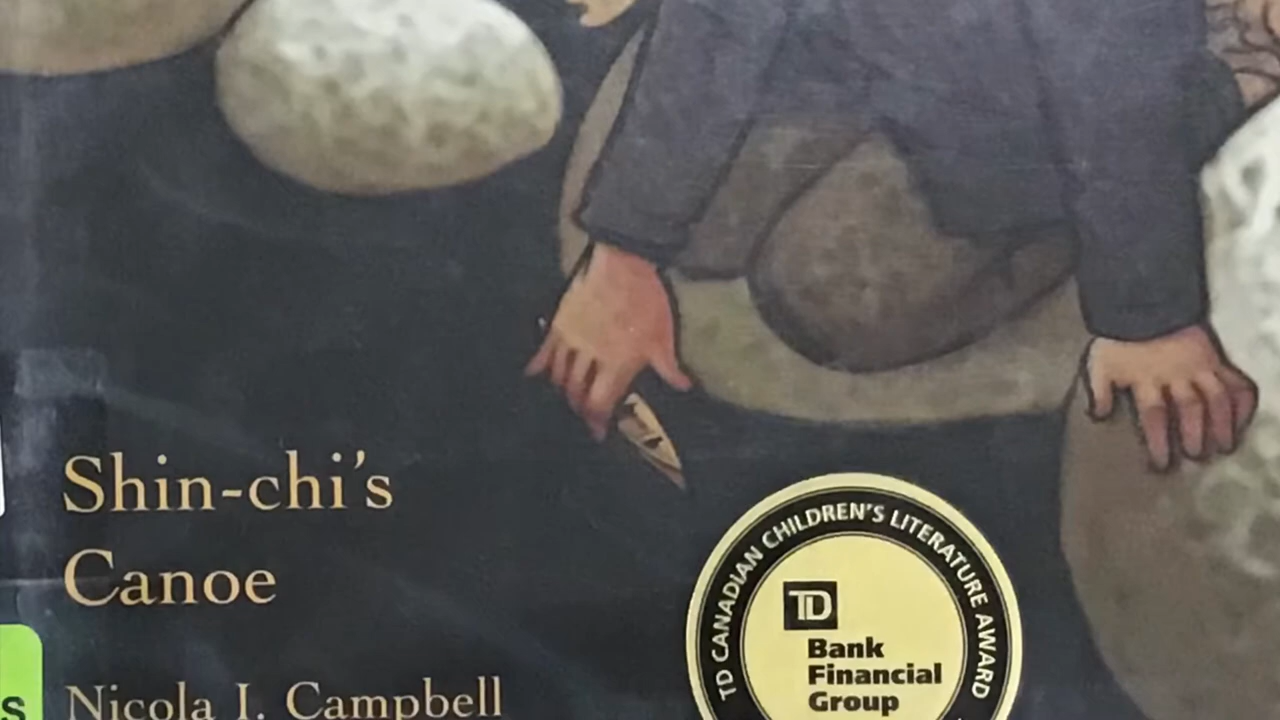 Shin-chi's
Canoe
Nicola I. Campbell
TD CANADIAN CHILDREN'S LITERATURE AWARD
TD
Bank
Financial
Group
S